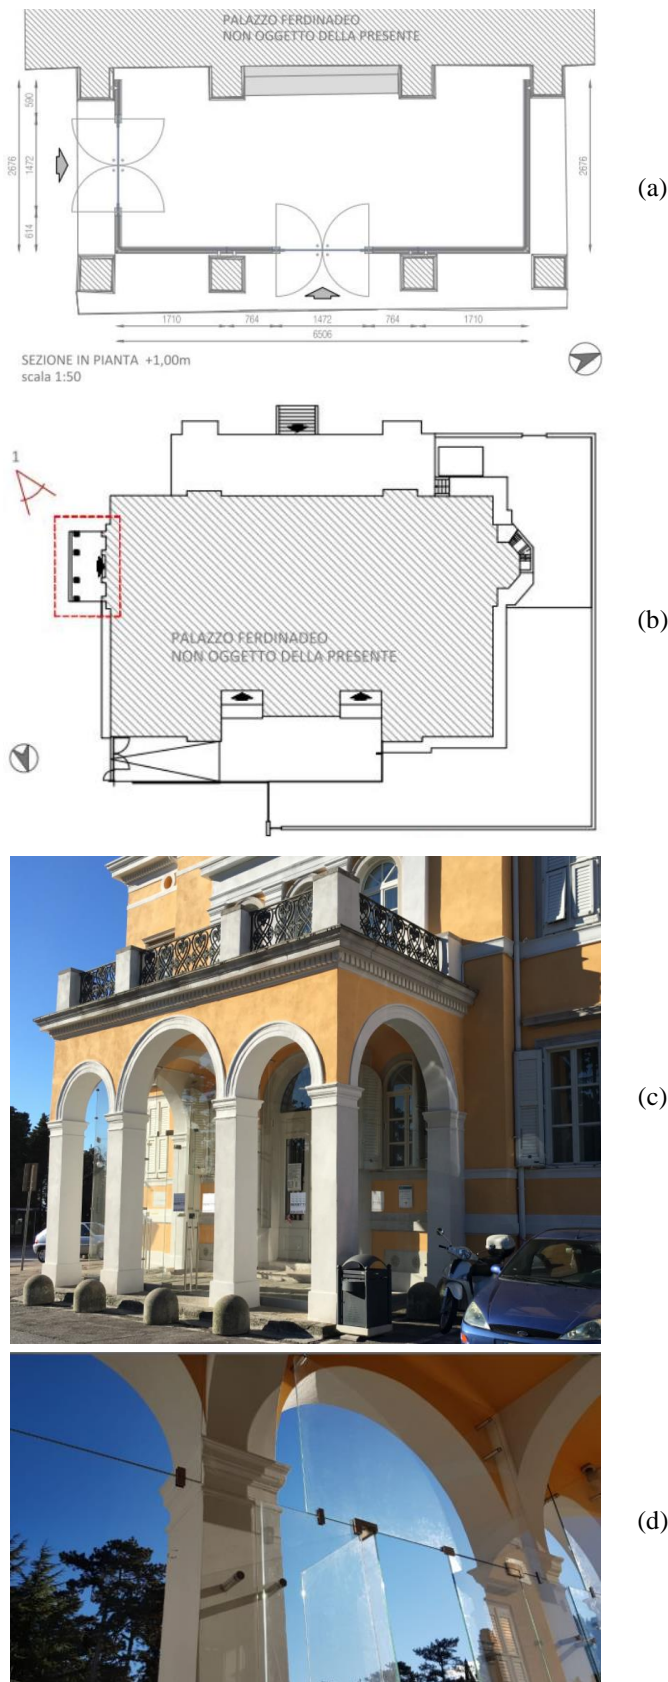 PALAZZO FERDINADEO
NON OGGETTO DELLA PRESENTE
(a)
590
1472
2676
614
2676
1710
764
1472
764
1710
6506
SEZIONE IN PIANTA +1,00m
scala 1:50
1
(b)
PALAZZO FERDINADEO
NON OGGETTO DELLA PRESENTE
(c)
(d)